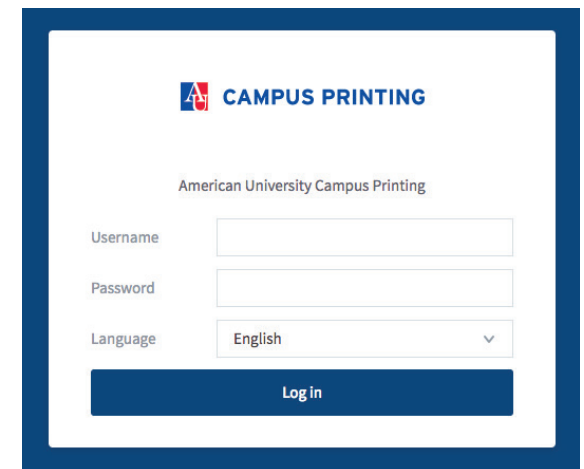 AU CAMPUS PRINTING
American University Campus Printing
Username
Password
Language English
Log in